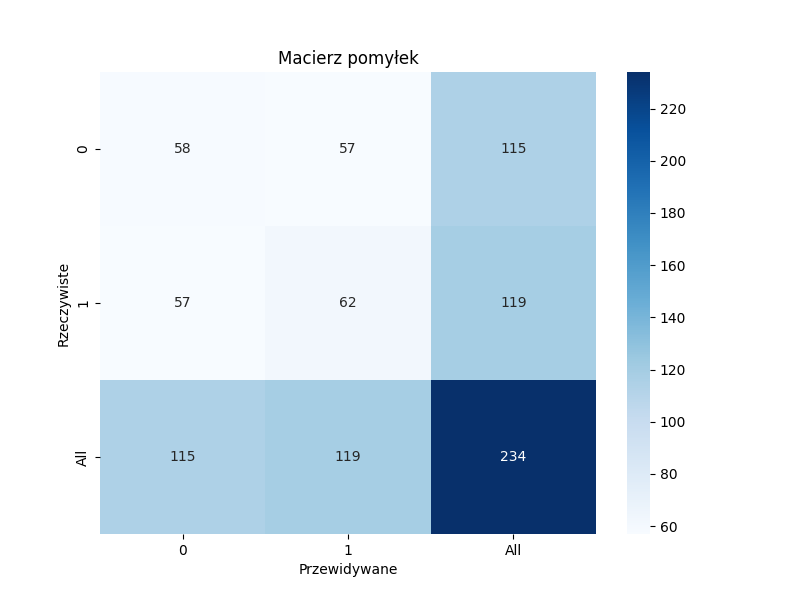 Macierz pomyłek
0 58 57 115
1 57 62 119
All 115 119 234
0 1 All
Rzeczywiste
Przewidywane
220
200
180
160
140
120
100
80
60